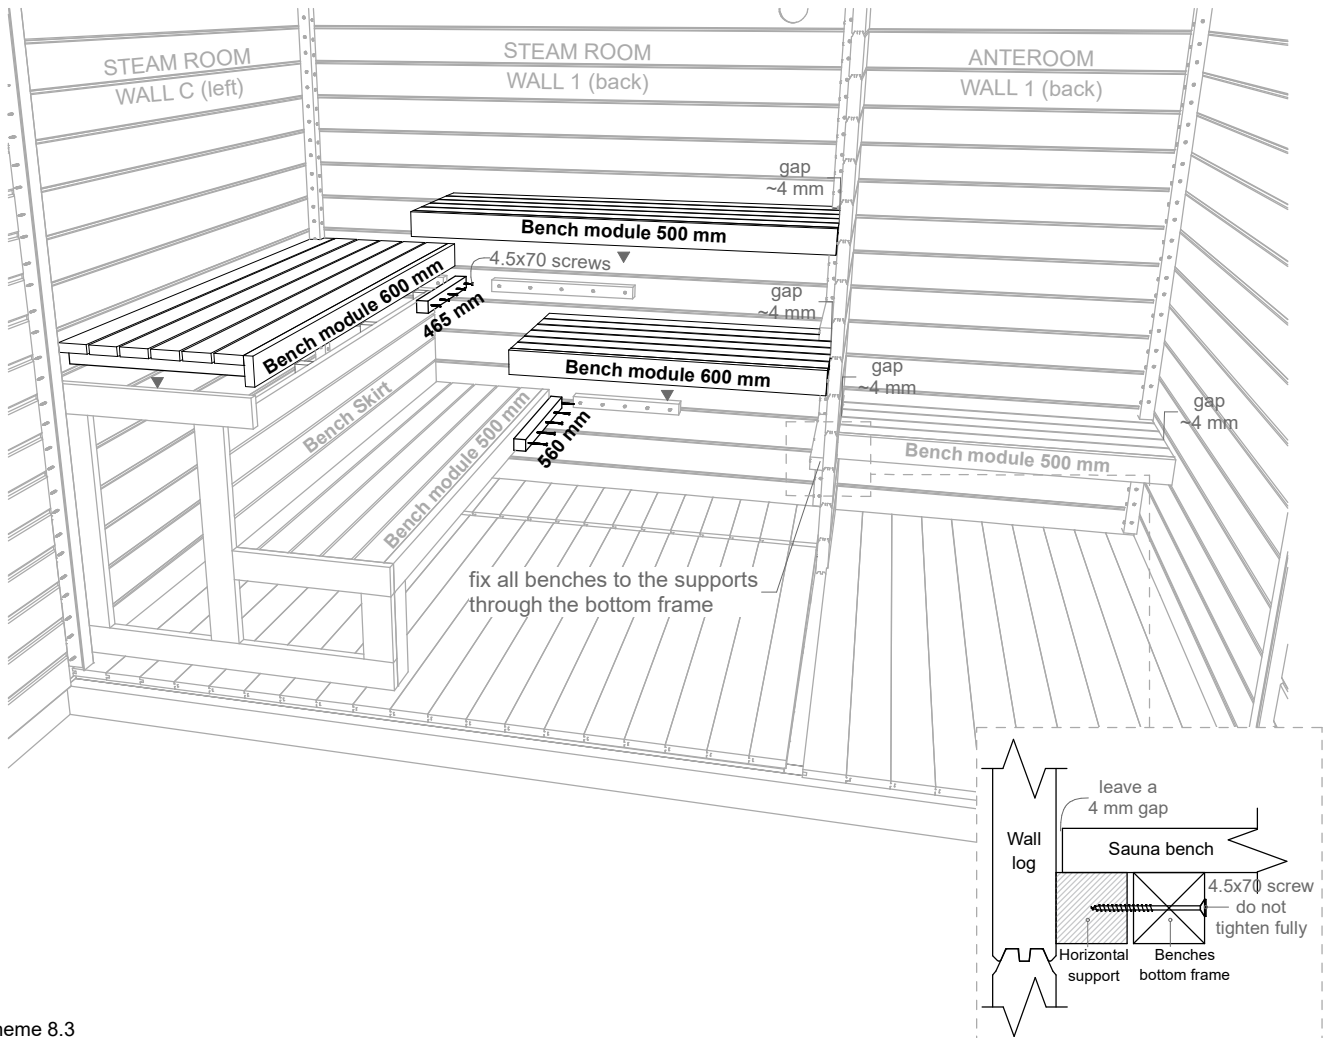 STEAM ROOM
WALL C (left)
STEAM ROOM
WALL 1 (back)
ANTEROOM
WALL 1 (back)
gap
~4 mm
Bench module 500 mm
4.5x70 screws
Bench module 600 mm
465 mm
gap
~4 mm
Bench module 600 mm
gap
~4 mm
gap
~4 mm
Bench Skirt
Bench module 500 mm
560 mm
Bench module 500 mm
fix all benches to the supports
through the bottom frame
leave a
4 mm gap
Wall
log
Sauna bench
4.5x70 screw
do not
tighten fully
Horizontal
support
Benches
bottom frame
heme 8.3